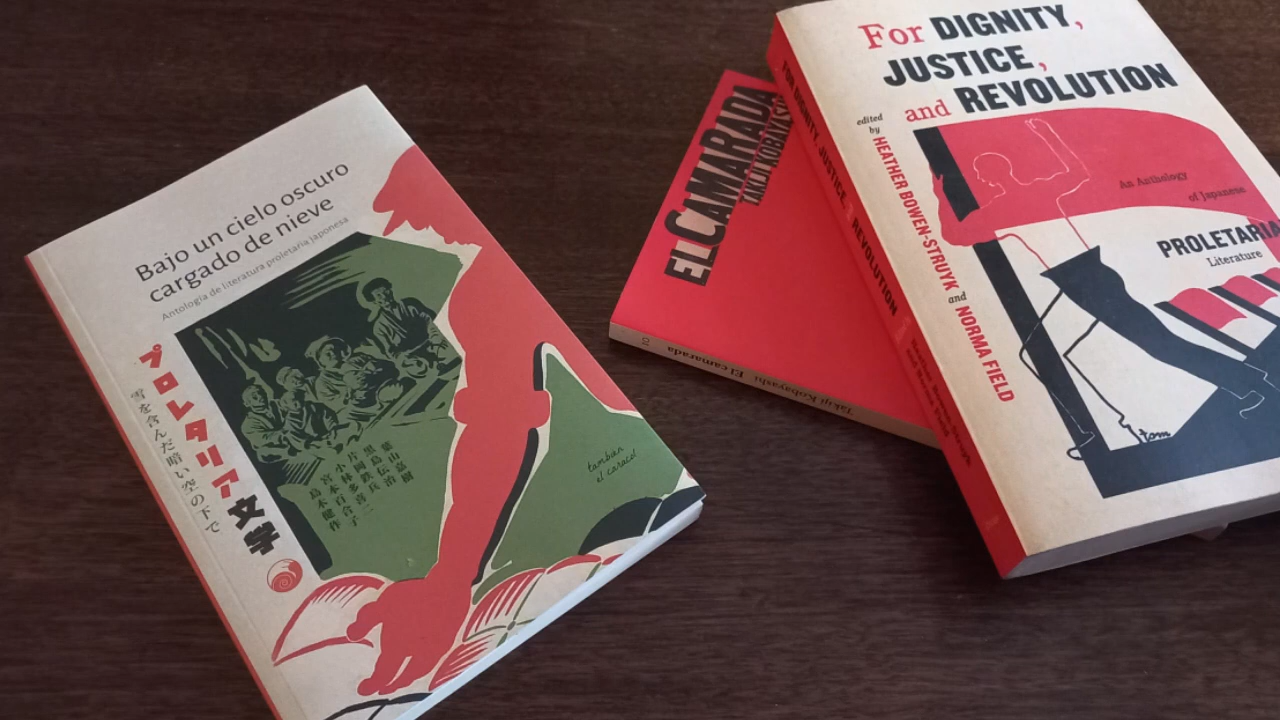 Bajo un cielo oscuro
cargado de nieve
Antología de literatura proletaria japonesa
プロレタリア文学
雪を含んだ暗い空の下で
葉山嘉樹
黒島伝治
片岡鉄兵
小林多喜二
宮本百合子
島木健作
también
el caracol
EL CAMARADA
TAKIJI KOBAYASHI
El camarada
Takiji Kobayashi
For DIGNITY,
JUSTICE,
and REVOLUTION
edited
by
HEATHER BOWEN-STRUYK
and
NORMA FIELD
An Anthology
of Japanese
PROLETARIA
Literature
tom
FOR DIGNITY, JUSTICE, & REVOLUTION